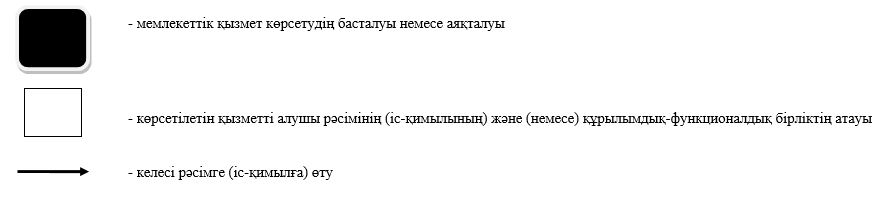 - мемлекеттік қызмет көрсетудің басталуы немесе аяқталуы
- көрсетілетін қызметті алушы рәсімінің (іс-қимылының) және (немесе) құрылымдық-функционалдық бірліктің атауы
- келесі рәсімге (іс-қимылға) өту